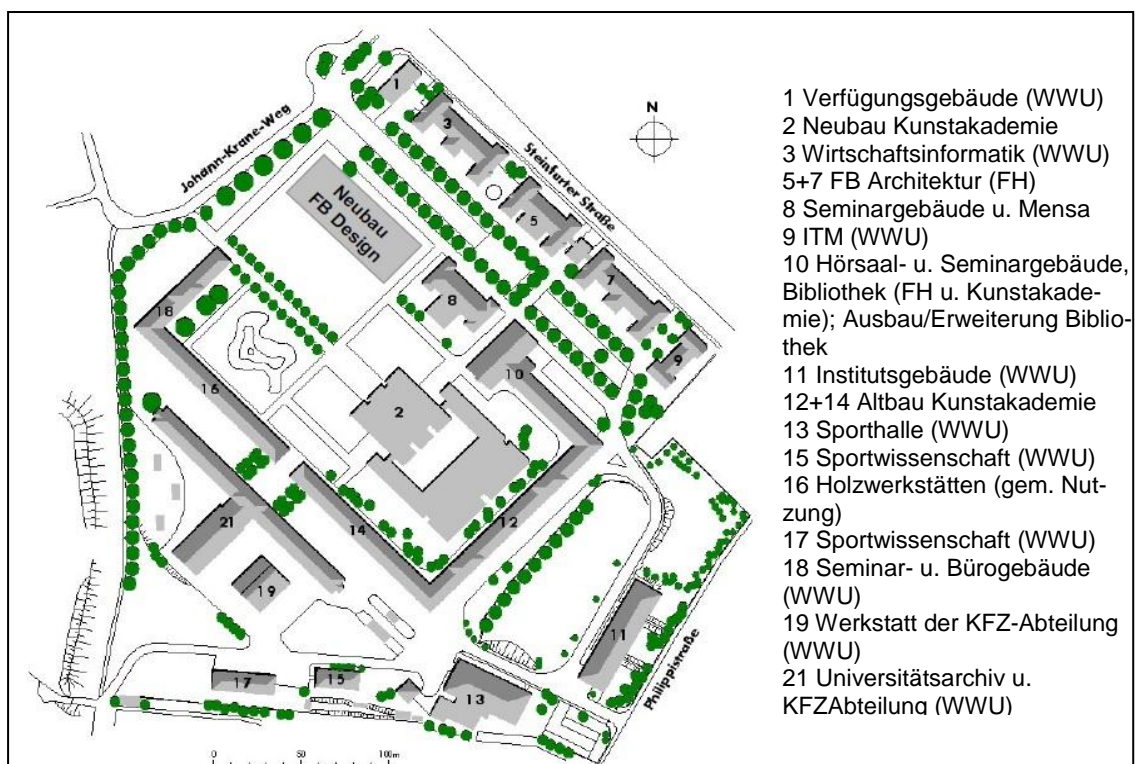 Johann-Krane-Weg
Steinfurter Straße
Philippistraße
N
Neubau
FB Design
1
3
5
7
8
9
18
16
10
2
21
14
12
19
11
17
15
13
0 50 100m
1 Verfügungsgebäude (WWU)
2 Neubau Kunstakademie
3 Wirtschaftsinformatik (WWU)
5+7 FB Architektur (FH)
8 Seminargebäude u. Mensa
9 ITM (WWU)
10 Hörsaal- u. Seminargebäude,
Bibliothek (FH u. Kunstakade-
mie); Ausbau/Erweiterung Biblio-
thek
11 Institutsgebäude (WWU)
12+14 Altbau Kunstakademie
13 Sporthalle (WWU)
15 Sportwissenschaft (WWU)
16 Holzwerkstätten (gem. Nut-
zung)
17 Sportwissenschaft (WWU)
18 Seminar- u. Bürogebäude
(WWU)
19 Werkstatt der KFZ-Abteilung
(WWU)
21 Universitätsarchiv u.
KFZAbteilung (WWU)